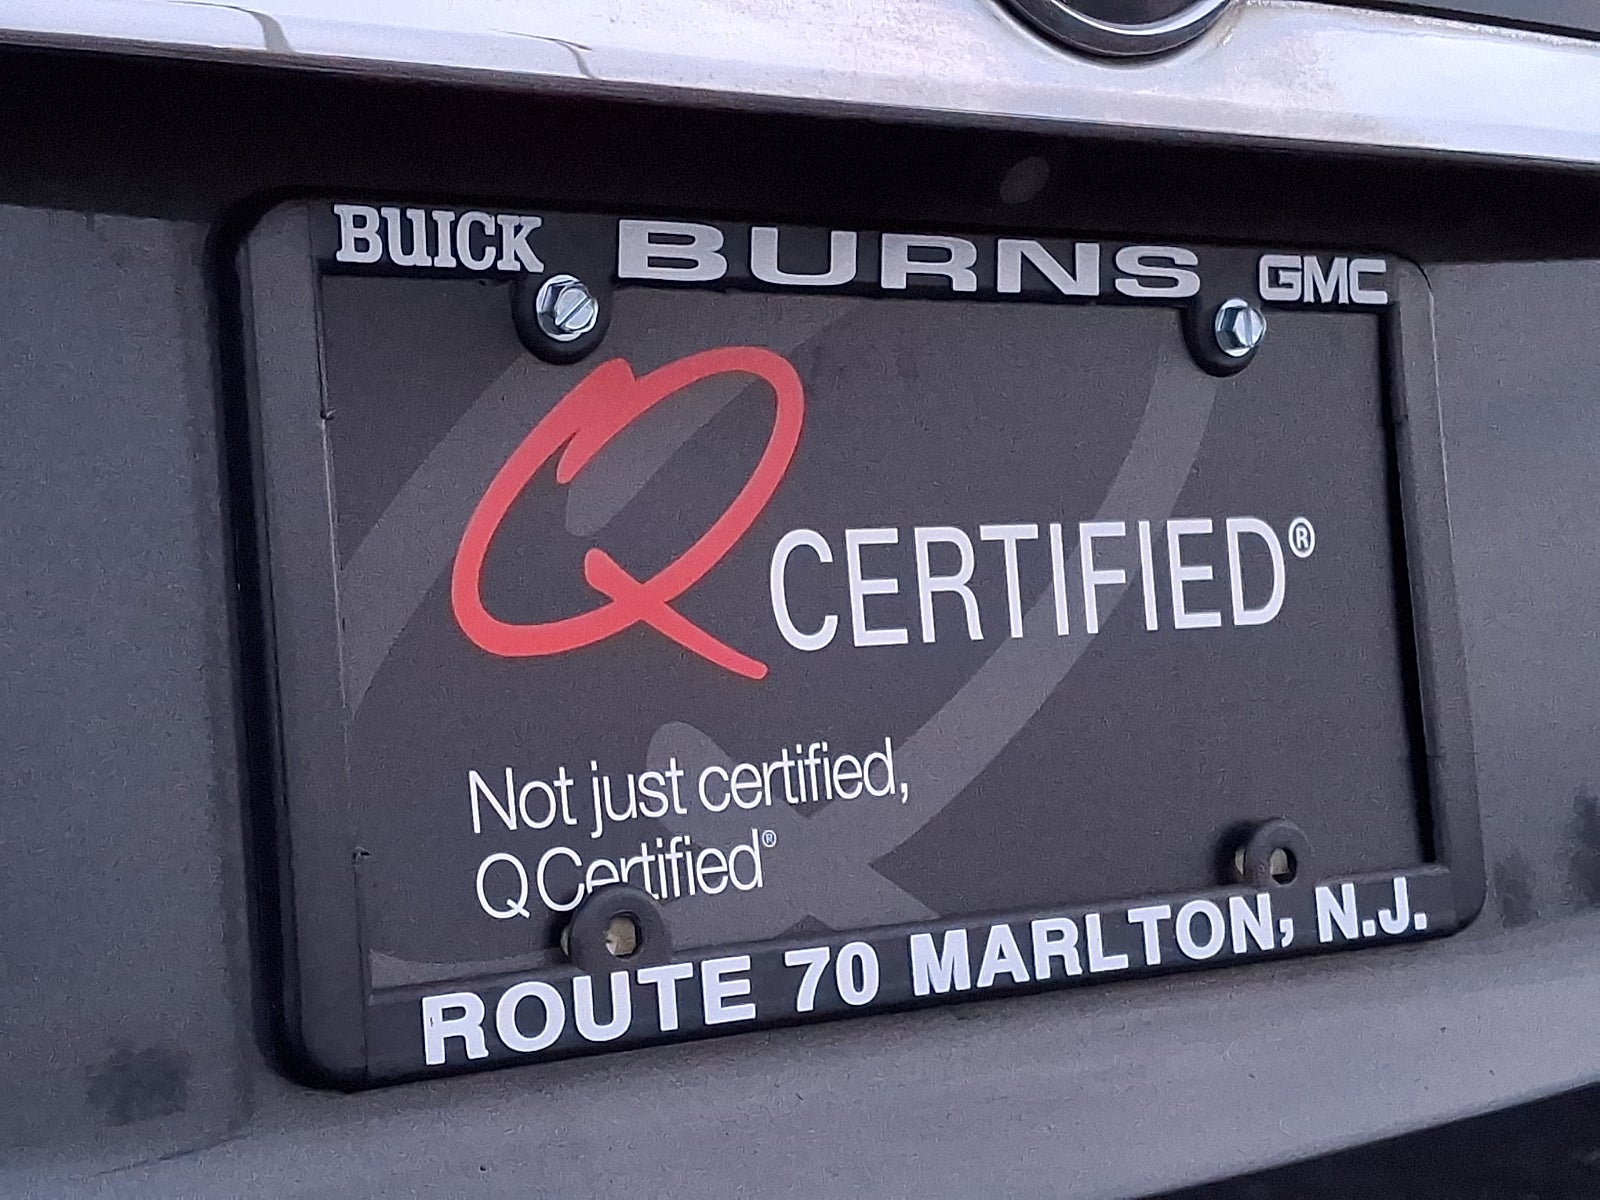 BUICK BURNS GMC
Q CERTIFIED®
Not just certified,
Q Certified®
ROUTE 70 MARLTON, N.J.